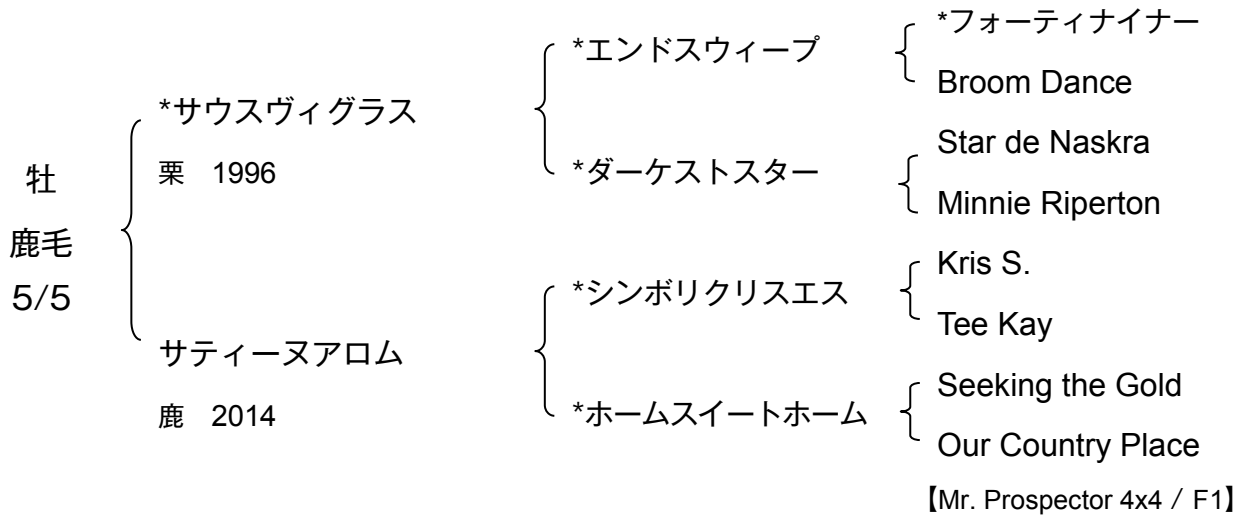 牡
鹿毛
5/5
*サウスヴィグラス
栗 1996
サティーヌアロム
鹿 2014
*エンドスウィープ
*ダーケストスター
*シンボリクリスエス
*ホームスイートホーム
*フォーティナイナー
Broom Dance
Star de Naskra
Minnie Riperton
Kris S.
Tee Kay
Seeking the Gold
Our Country Place
【Mr. Prospector 4x4 / F1】